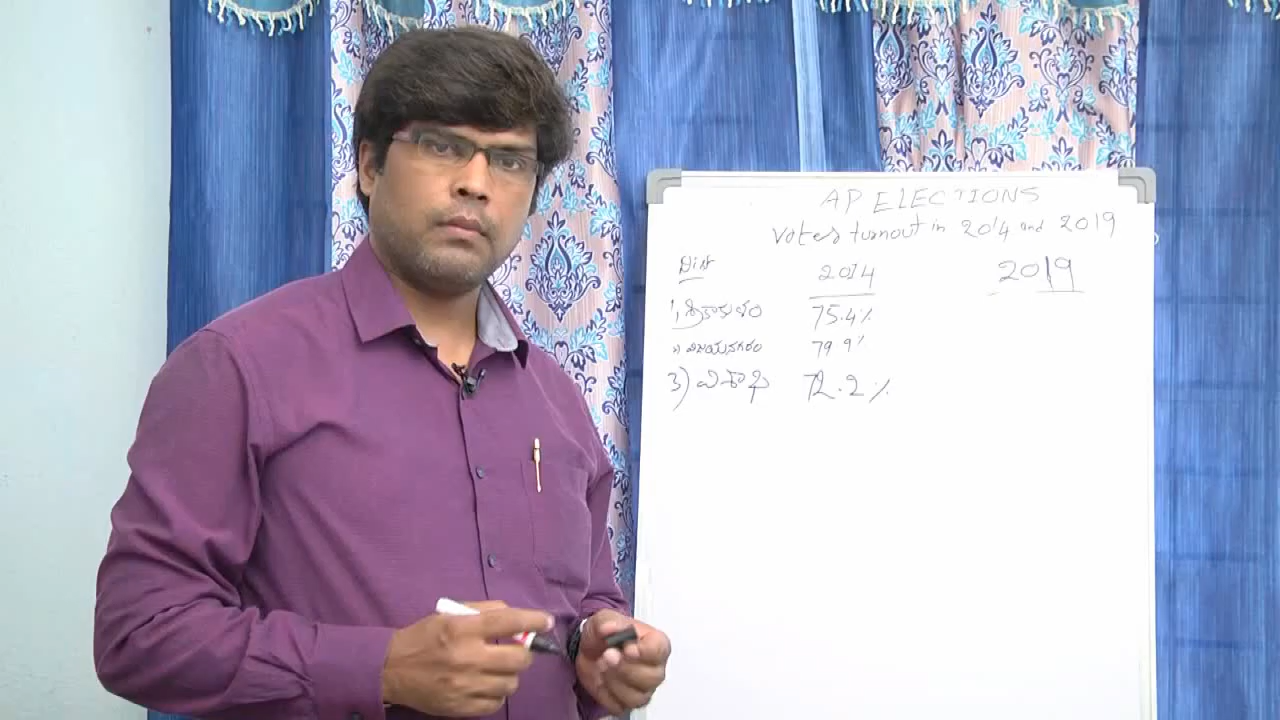 AP ELECTIONS
Votes turnout in 2014 and 2019
Dist 2014 2019
1) శ్రీకాకుళం 75.4%
2) విజయనగరం 79.9%
3) విశాఖ 72.2%